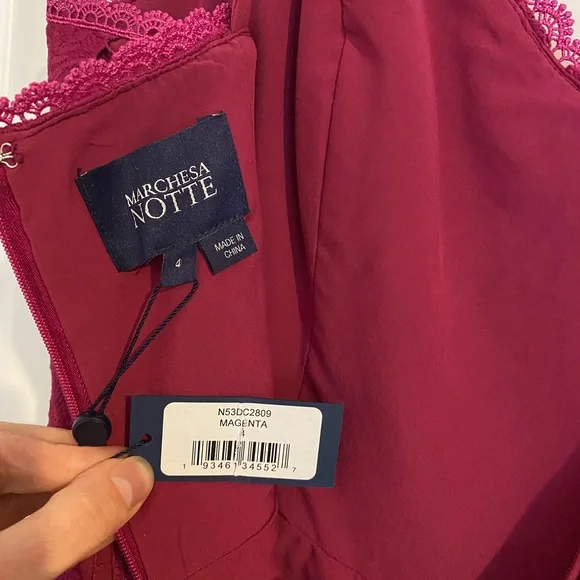 MARCHESA
NOTTE
4
MADE IN
CHINA
N53DC2809
MAGENTA
4
1 93461 34552 7